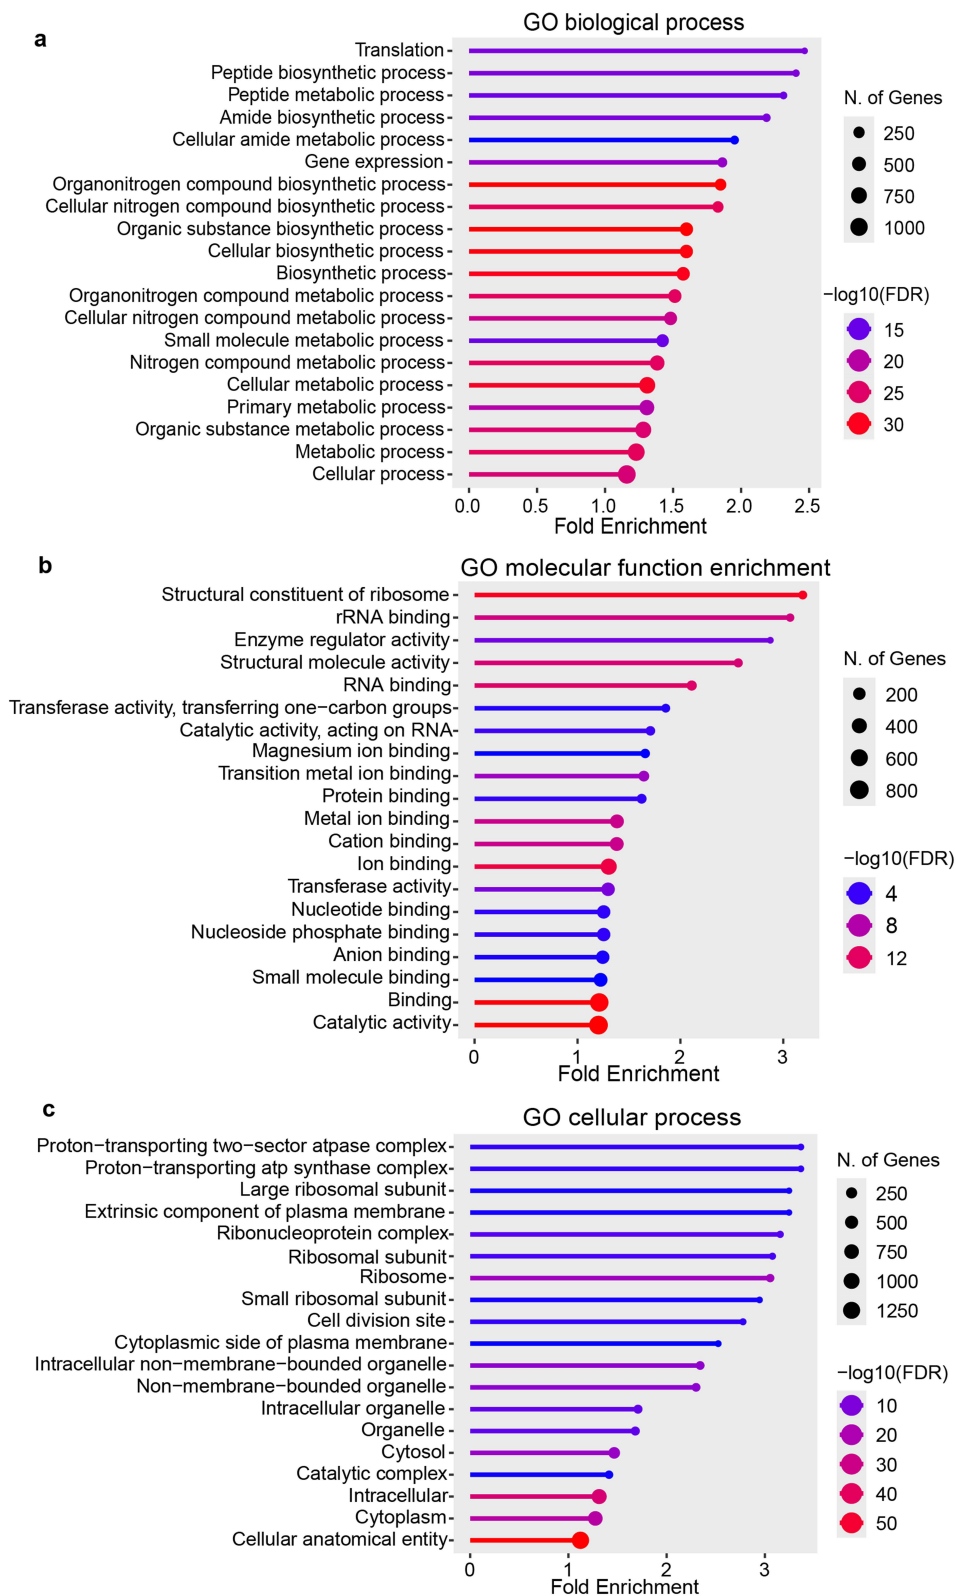 a
GO biological process
Translation
Peptide biosynthetic process
Peptide metabolic process
Amide biosynthetic process
Cellular amide metabolic process
Gene expression
Organonitrogen compound biosynthetic process
Cellular nitrogen compound biosynthetic process
Organic substance biosynthetic process
Cellular biosynthetic process
Biosynthetic process
Organonitrogen compound metabolic process
Cellular nitrogen compound metabolic process
Small molecule metabolic process
Nitrogen compound metabolic process
Cellular metabolic process
Primary metabolic process
Organic substance metabolic process
Metabolic process
Cellular process
0.0 0.5 1.0 1.5 2.0 2.5
Fold Enrichment
N. of Genes
250
500
750
1000
−log10(FDR)
15
20
25
30
b
GO molecular function enrichment
Structural constituent of ribosome
rRNA binding
Enzyme regulator activity
Structural molecule activity
RNA binding
Transferase activity, transferring one−carbon groups
Catalytic activity, acting on RNA
Magnesium ion binding
Transition metal ion binding
Protein binding
Metal ion binding
Cation binding
Ion binding
Transferase activity
Nucleotide binding
Nucleoside phosphate binding
Anion binding
Small molecule binding
Binding
Catalytic activity
0 1 2 3
Fold Enrichment
N. of Genes
200
400
600
800
−log10(FDR)
4
8
12
c
GO cellular process
Proton−transporting two−sector atpase complex
Proton−transporting atp synthase complex
Large ribosomal subunit
Extrinsic component of plasma membrane
Ribonucleoprotein complex
Ribosomal subunit
Ribosome
Small ribosomal subunit
Cell division site
Cytoplasmic side of plasma membrane
Intracellular non−membrane−bounded organelle
Non−membrane−bounded organelle
Intracellular organelle
Organelle
Cytosol
Catalytic complex
Intracellular
Cytoplasm
Cellular anatomical entity
0 1 2 3
Fold Enrichment
N. of Genes
250
500
750
1000
1250
−log10(FDR)
10
20
30
40
50